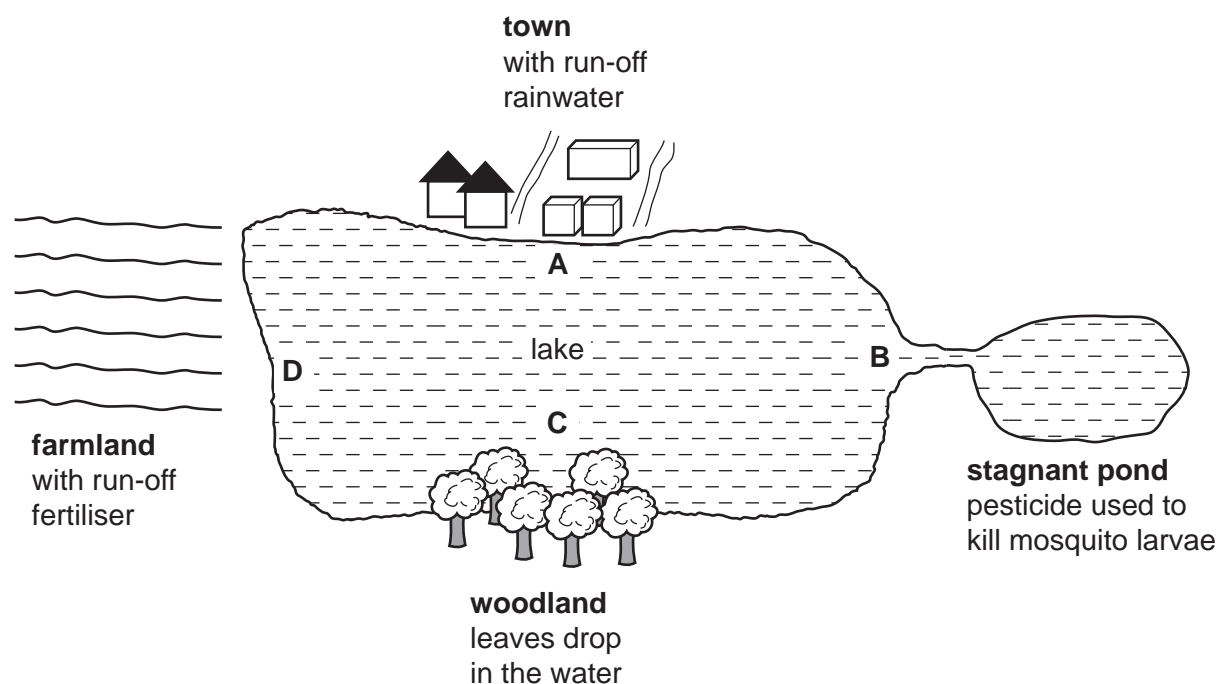 town
with run-off
rainwater
A
lake
B
D
C
farmland
with run-off
fertiliser
stagnant pond
pesticide used to
kill mosquito larvae
woodland
leaves drop
in the water